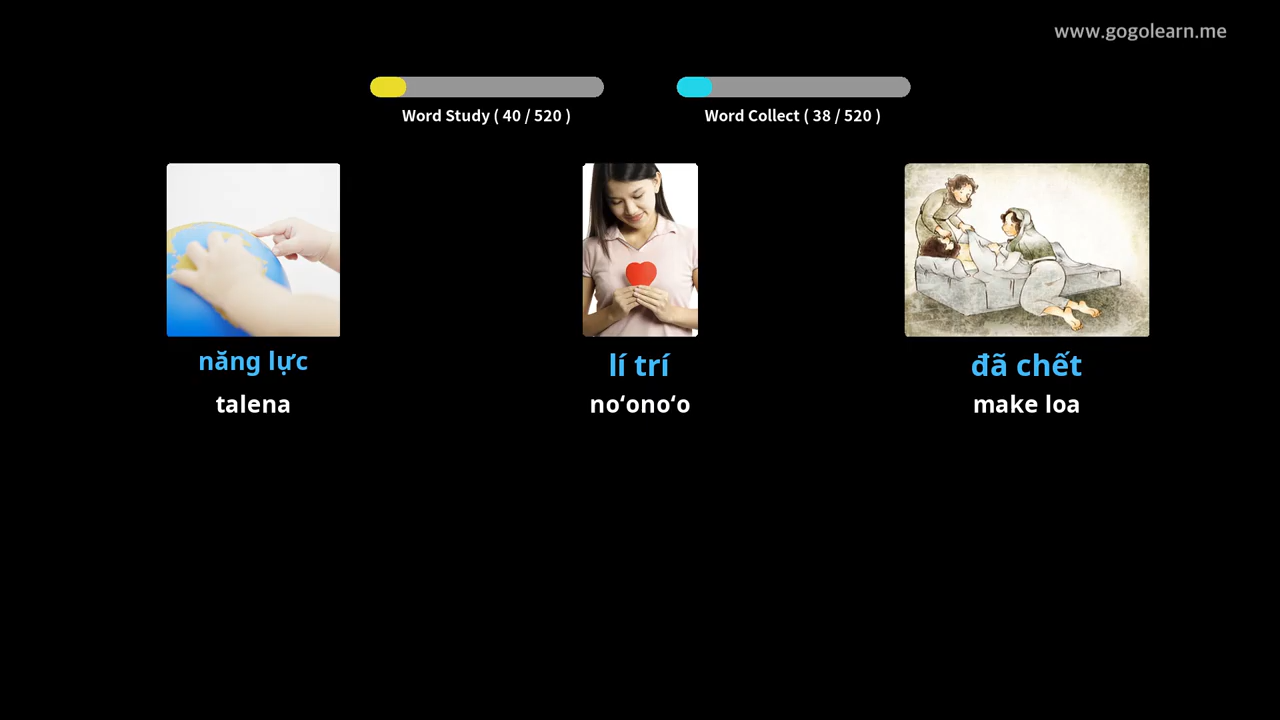 www.gogolearn.me
Word Study ( 40 / 520 )
Word Collect ( 38 / 520 )
năng lực
lí trí
đã chết
talena
noʻonoʻo
make loa